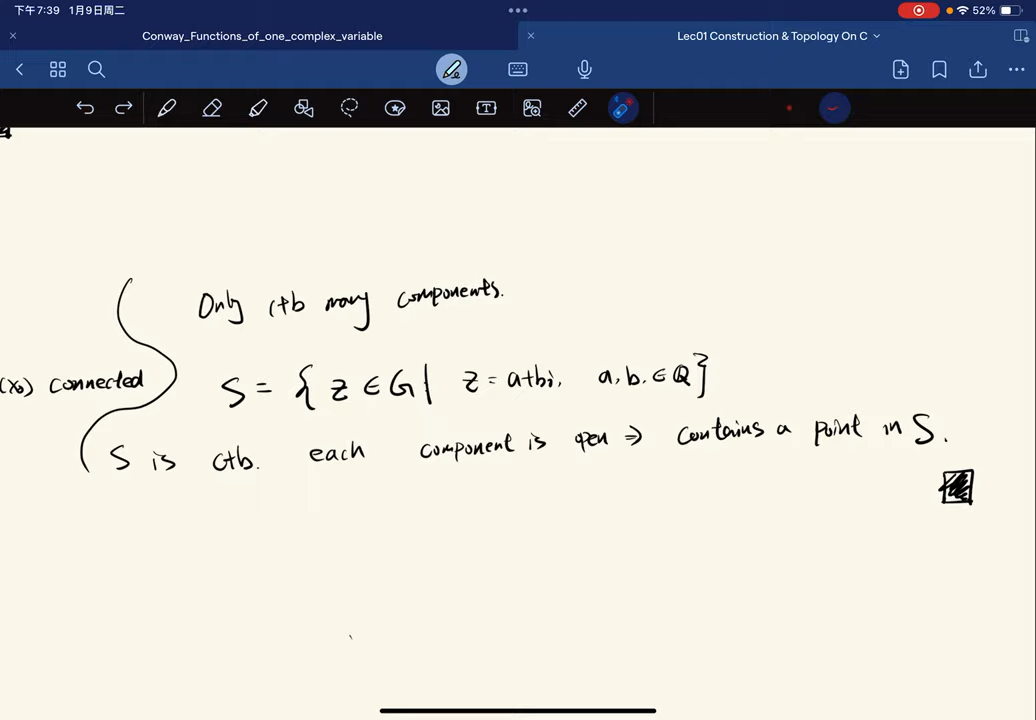 下午7:39 1月9日周二
52%
Conway_Functions_of_one_complex_variable
Lec01 Construction & Topology On C
Only ctb many components.
(x₀) connected
S = { z ∈ G | z = a+bi, a, b. ∈ Q }
S is ctb. each component is open ⇒ contains a point in S.